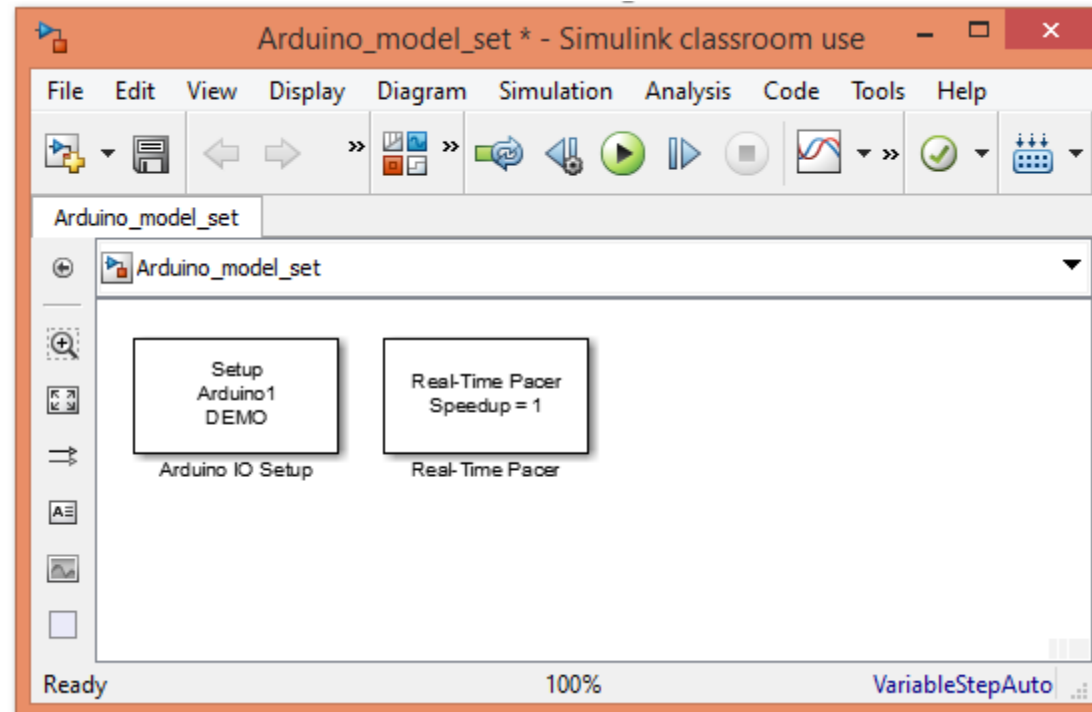 Arduino_model_set * - Simulink classroom use
File Edit View Display Diagram Simulation Analysis Code Tools Help
Arduino_model_set
Arduino_model_set
Setup
Arduino1
DEMO
Arduino IO Setup
Real-Time Pacer
Speedup = 1
Real-Time Pacer
Ready 100% VariableStepAuto